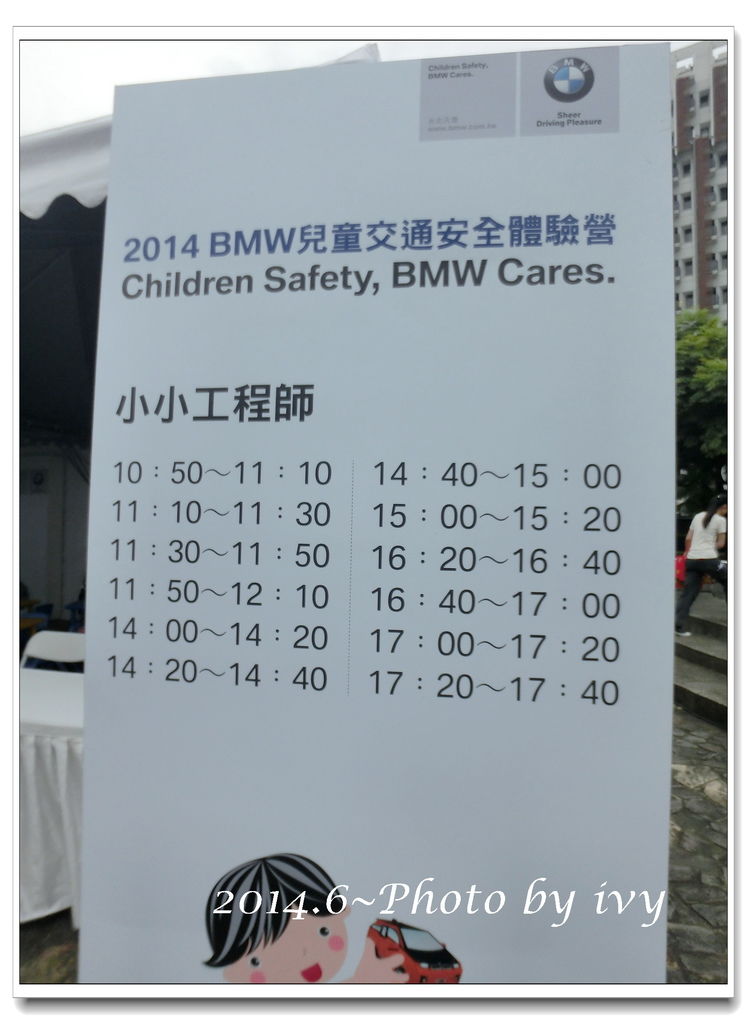 Children Safety,
BMW Cares.
www.bmw.com.tw
BMW
Sheer
Driving Pleasure
2014 BMW兒童交通安全體驗營
Children Safety, BMW Cares.
小小工程師
10：50～11：10
11：10～11：30
11：30～11：50
11：50～12：10
14：00～14：20
14：20～14：40
14：40～15：00
15：00～15：20
16：20～16：40
16：40～17：00
17：00～17：20
17：20～17：40
2014.6~Photo by ivy